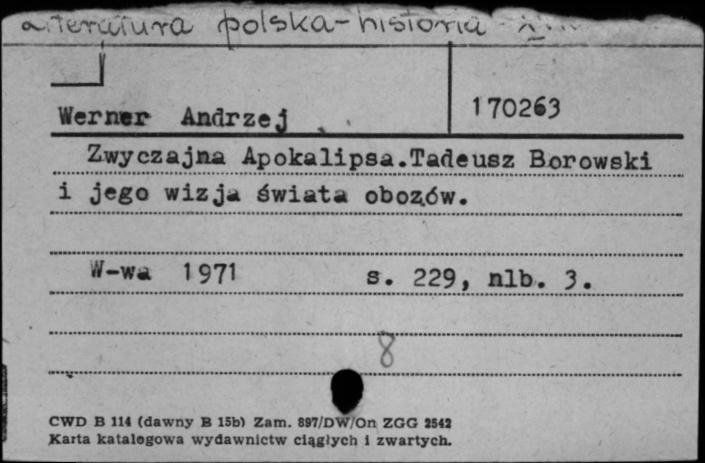 Literatura polska-historia
170263
Werner Andrzej
Zwyczajna Apokalipsa.Tadeusz Borowski
i jego wizja świata obozów.
W-wa 1971 s. 229, nlb. 3.
8
CWD B 114 (dawny B 15b) Zam. 897/DW/On ZGG 2542
Karta katalogowa wydawnictw ciągłych i zwartych.